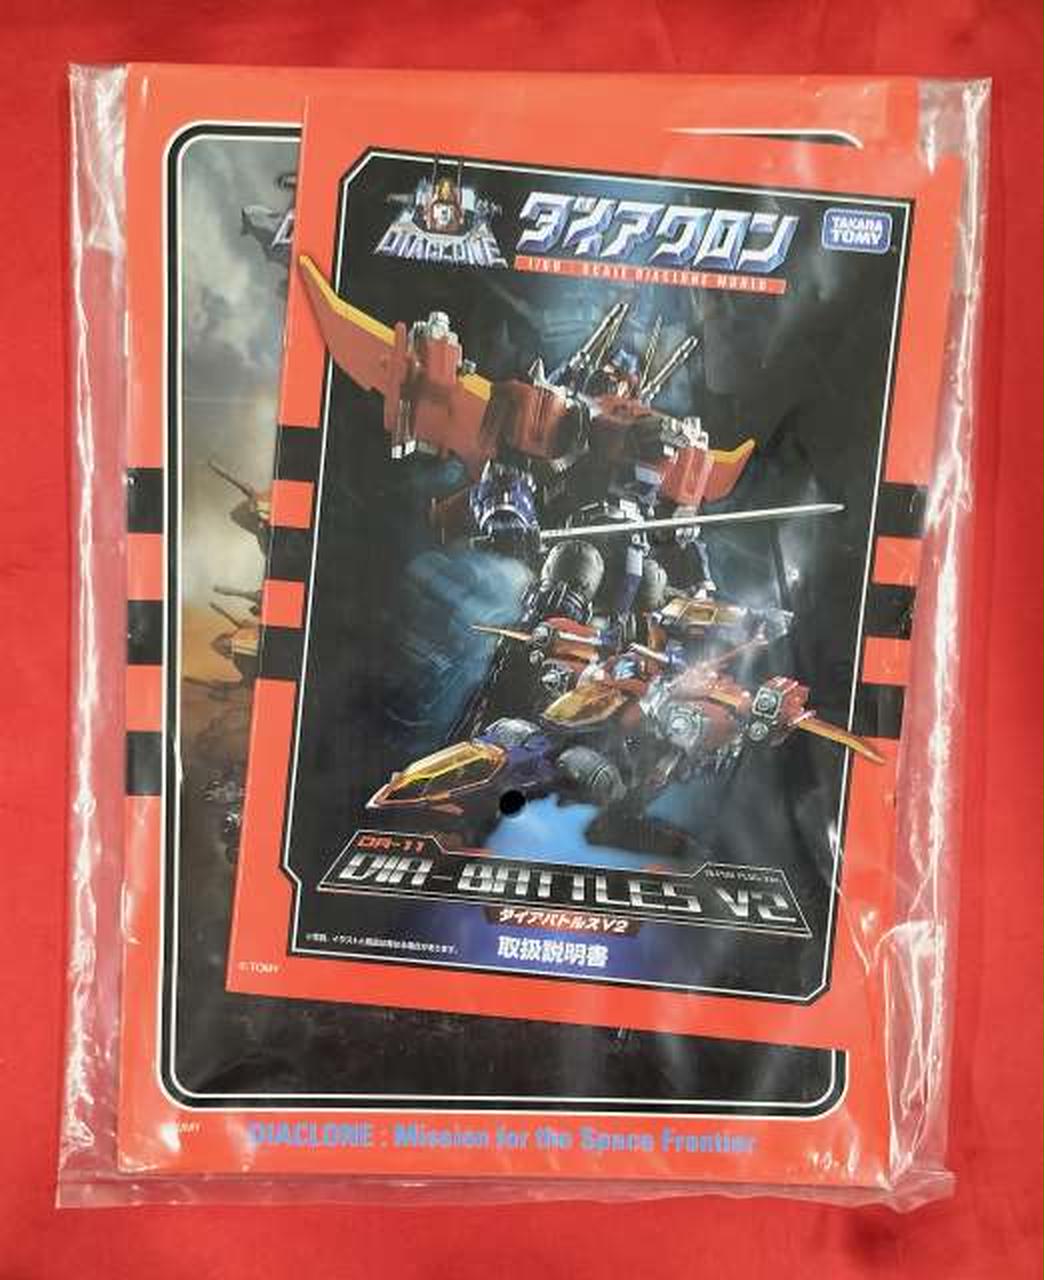 DIACLONE
ダイアクロン
TAKARA
TOMY
1/60 SCALE DIACLONE WORLD
DA-11
DIA-BATTLES V2
ダイアバトルスV2
取扱説明書
©TOMY
DIACLONE : Mission for the Space Frontier